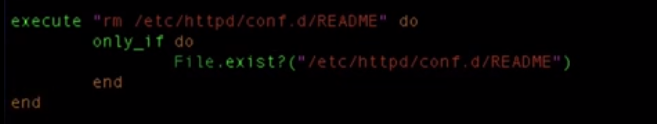 execute "rm /etc/httpd/conf.d/README" do
        only_if do
                File.exist?("/etc/httpd/conf.d/README")
        end
end